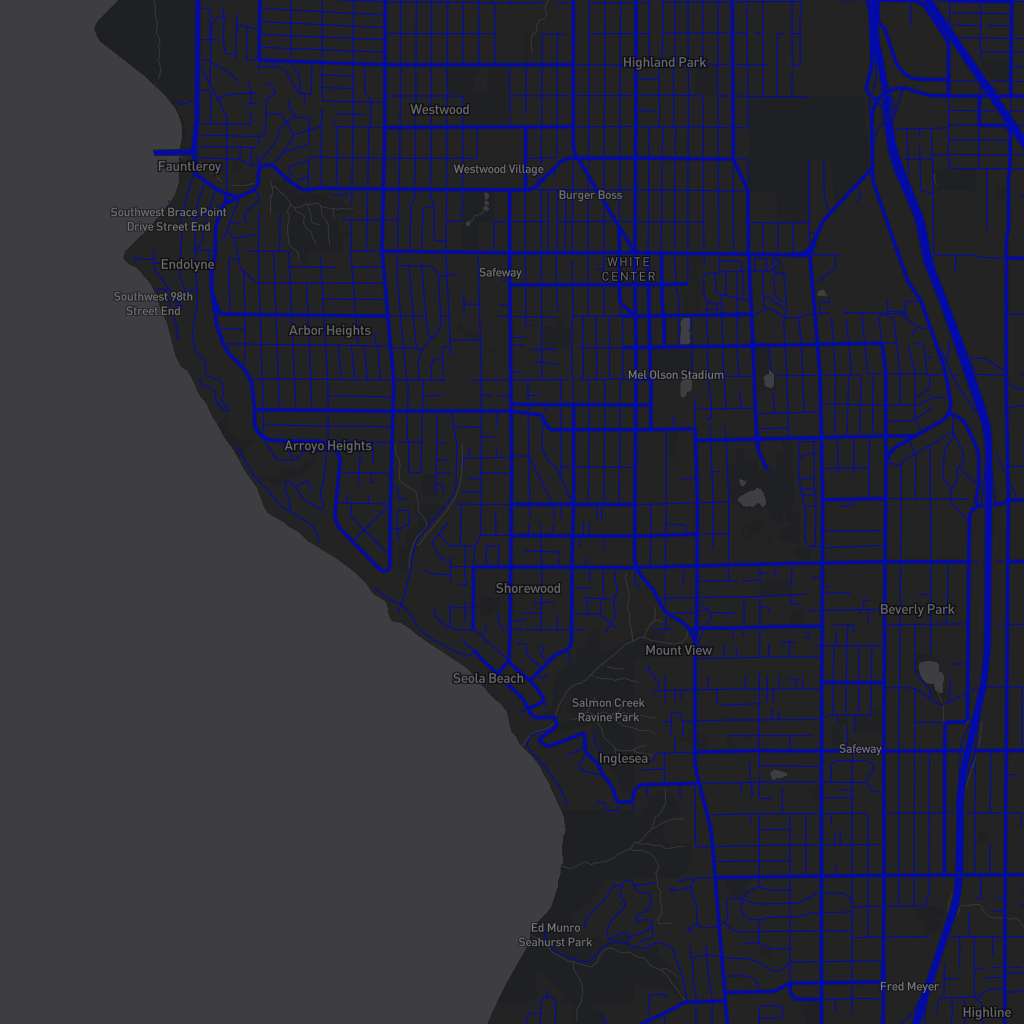 Highland Park
Westwood
Fauntleroy
Westwood Village
Burger Boss
Southwest Brace Point
Drive Street End
Endolyne
WHITE
CENTER
Safeway
Southwest 98th
Street End
Arbor Heights
Mel Olson Stadium
Arroyo Heights
Shorewood
Beverly Park
Mount View
Seola Beach
Salmon Creek
Ravine Park
Safeway
Inglesea
Ed Munro
Seahurst Park
Fred Meyer
Highline